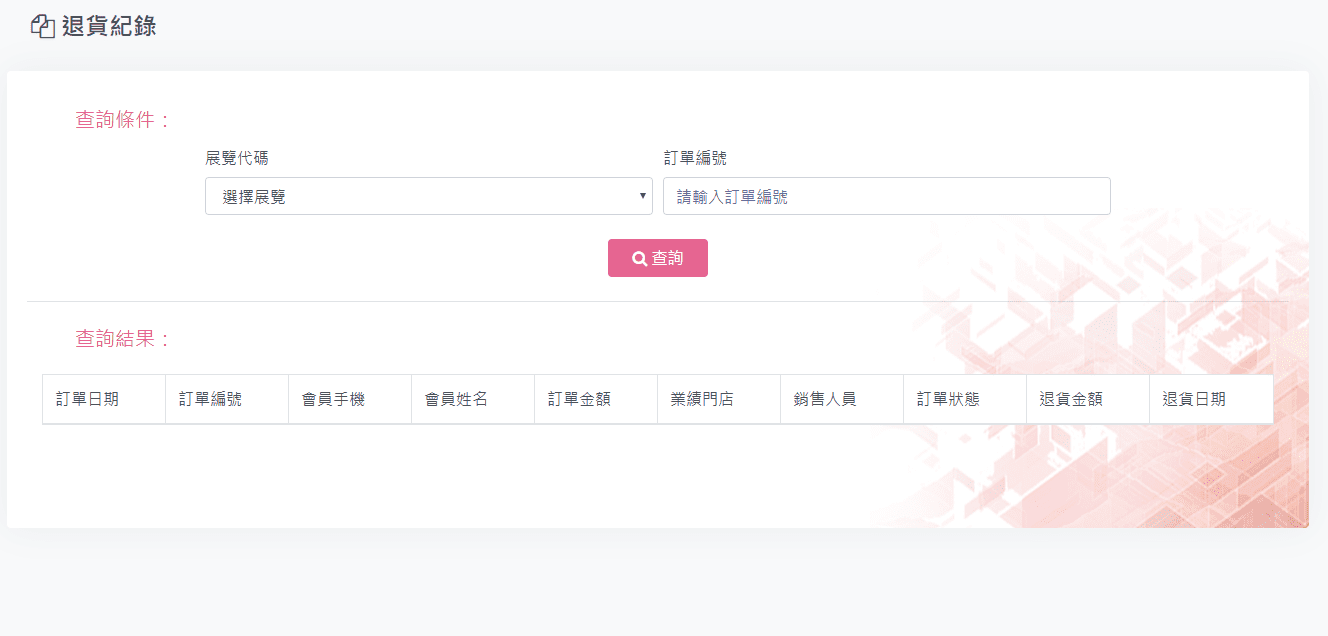 退貨紀錄
查詢條件：
展覽代碼 訂單編號
選擇展覽 請輸入訂單編號
查詢
查詢結果：
訂單日期 訂單編號 會員手機 會員姓名 訂單金額 業績門店 銷售人員 訂單狀態 退貨金額 退貨日期